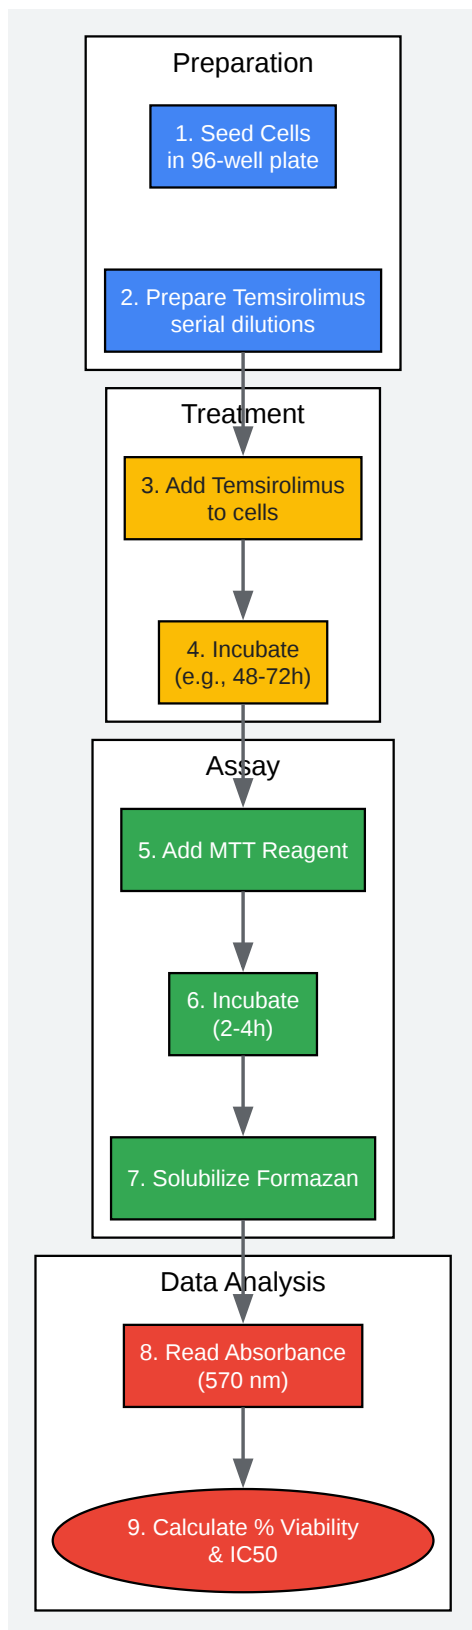 Preparation
1. Seed Cells
in 96-well plate
2. Prepare Temsirolimus
serial dilutions
Treatment
3. Add Temsirolimus
to cells
4. Incubate
(e.g., 48-72h)
Assay
5. Add MTT Reagent
6. Incubate
(2-4h)
7. Solubilize Formazan
Data Analysis
8. Read Absorbance
(570 nm)
9. Calculate % Viability
& IC50